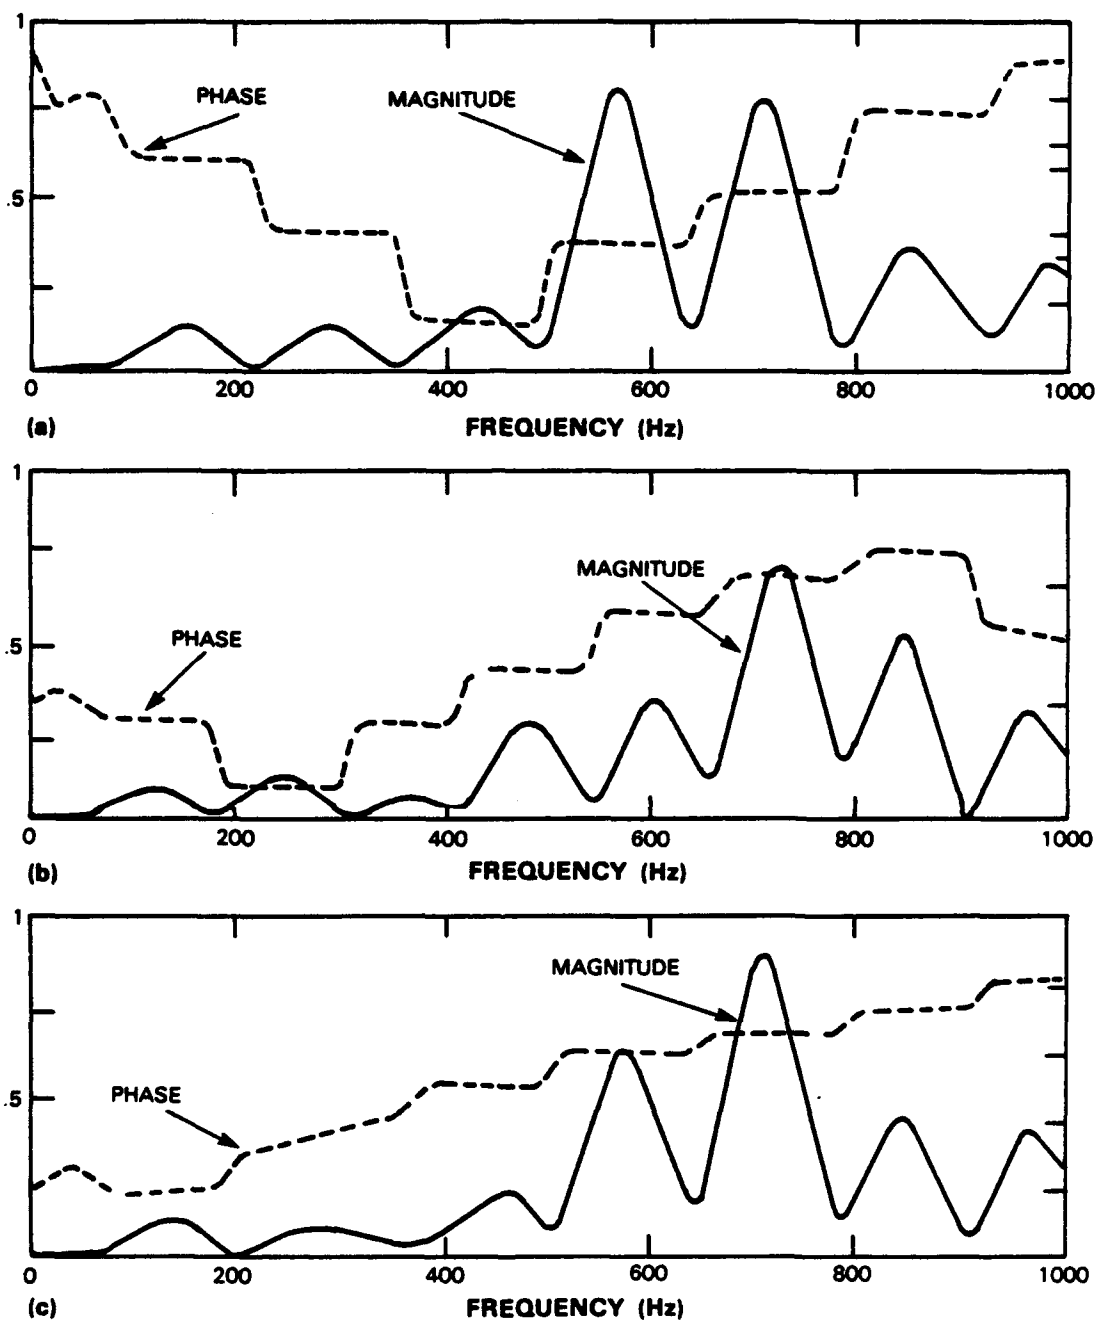 1
PHASE
MAGNITUDE
.5
0 200 400 600 800 1000
(a) FREQUENCY (Hz)
1
MAGNITUDE
PHASE
.5
0 200 400 600 800 1000
(b) FREQUENCY (Hz)
1
MAGNITUDE
PHASE
.5
0 200 400 600 800 1000
(c) FREQUENCY (Hz)